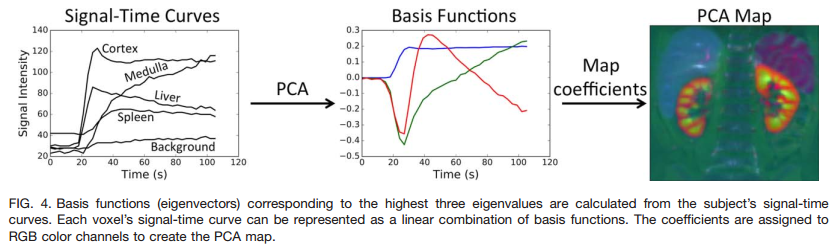 Signal-Time Curves
Basis Functions
PCA Map
140
120
100
80
60
40
20
Signal Intensity
Cortex
Medulla
Liver
Spleen
Background
0 20 40 60 80 100 120
Time (s)
PCA
0.3
0.2
0.1
0.0
−0.1
−0.2
−0.3
−0.4
−0.5
0 20 40 60 80 100 120
Time (s)
Map
coefficients
FIG. 4. Basis functions (eigenvectors) corresponding to the highest three eigenvalues are calculated from the subject's signal-time
curves. Each voxel's signal-time curve can be represented as a linear combination of basis functions. The coefficients are assigned to
RGB color channels to create the PCA map.